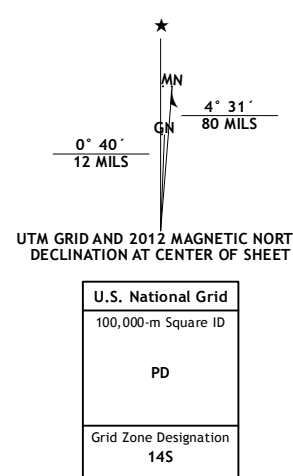 ★
MN
4° 31´
80 MILS
GN
0° 40´
12 MILS
UTM GRID AND 2012 MAGNETIC NORT
DECLINATION AT CENTER OF SHEET
U.S. National Grid
100,000-m Square ID
PD
Grid Zone Designation
14S